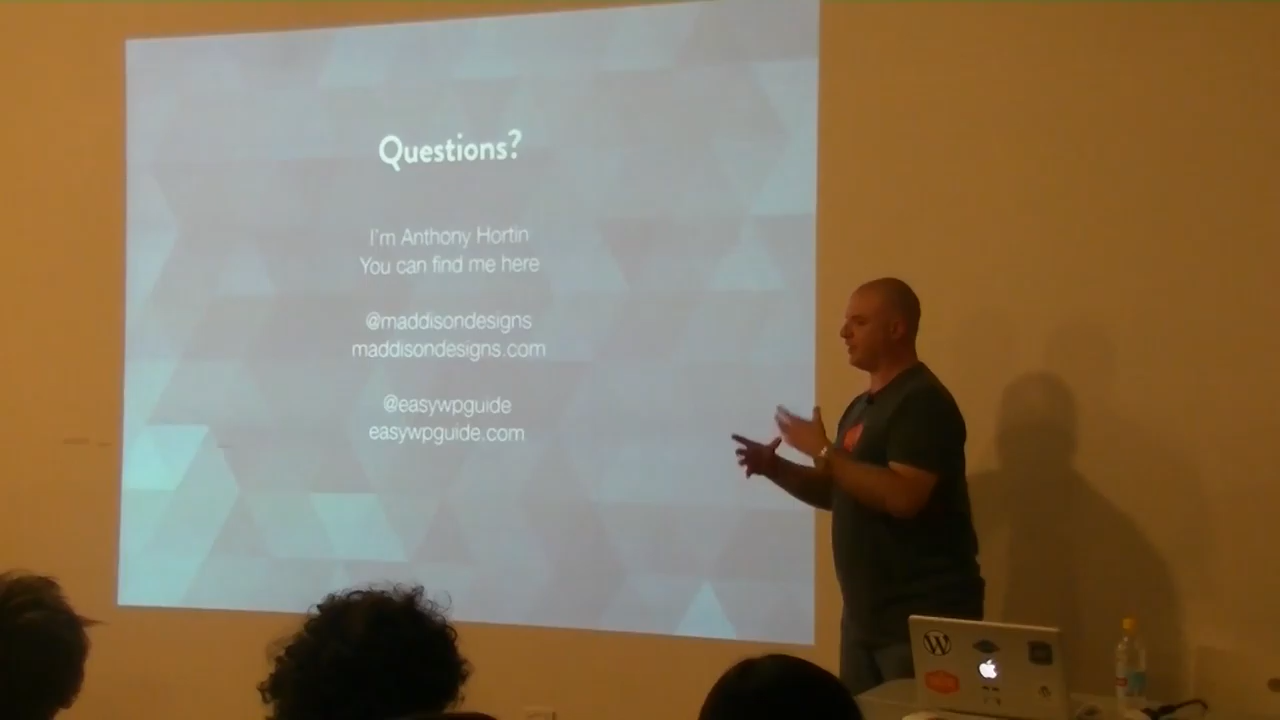 Questions?
I'm Anthony Hortin
You can find me here
@maddisondesigns
maddisondesigns.com
@easywpguide
easywpguide.com